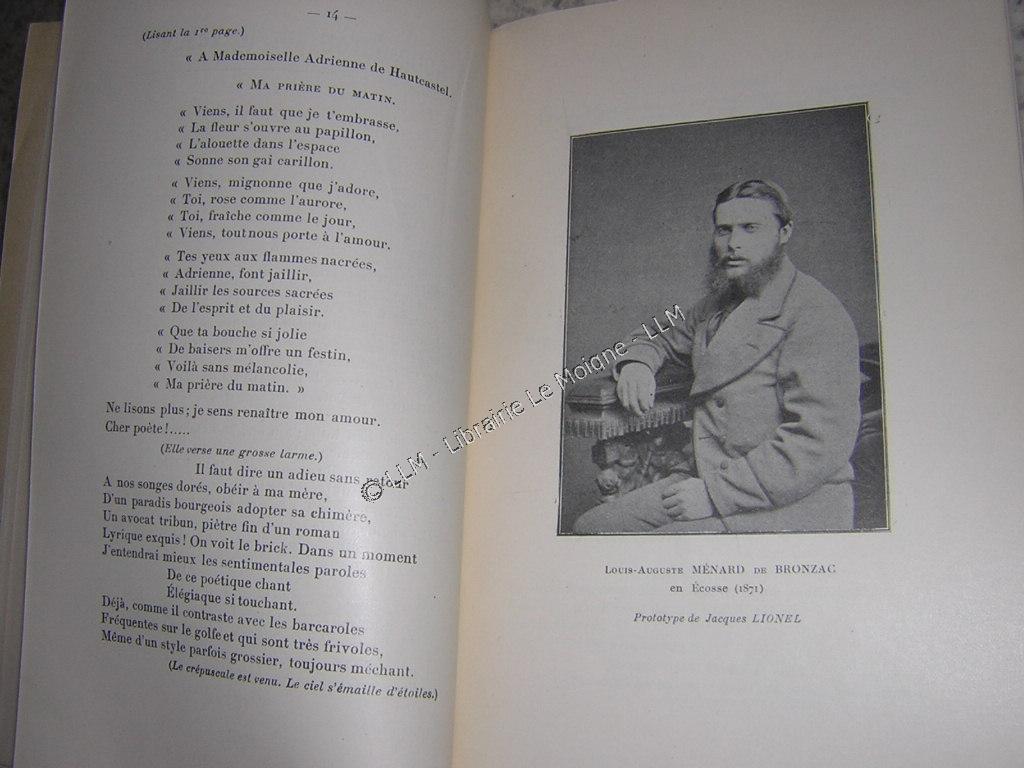 — 14 —
(Lisant la 1re page.)
« A Mademoiselle Adrienne de Hautcastel.
« MA PRIÈRE DU MATIN.
« Viens, il faut que je t'embrasse,
« La fleur s'ouvre au papillon,
« L'alouette dans l'espace
« Sonne son gai carillon.
« Viens, mignonne que j'adore,
« Toi, rose comme l'aurore,
« Toi, fraîche comme le jour,
« Viens, tout nous porte à l'amour.
« Tes yeux aux flammes nacrées,
« Adrienne, font jaillir,
« Jaillir les sources sacrées
« De l'esprit et du plaisir.
« Que ta bouche si jolie
« De baisers m'offre un festin,
« Voilà sans mélancolie,
« Ma prière du matin. »
Ne lisons plus ; je sens renaître mon amour.
Cher poète !.....
(Elle verse une grosse larme.)
Il faut dire un adieu sans retour
A nos songes dorés, obéir à ma mère,
D'un paradis bourgeois adopter sa chimère,
Un avocat tribun, piètre fin d'un roman
Lyrique exquis ! On voit le brick. Dans un moment
J'entendrai mieux les sentimentales paroles
De ce poétique chant
Élégiaque si touchant.
Déjà, comme il contraste avec les barcaroles
Fréquentes sur le golfe et qui sont très frivoles,
Même d'un style parfois grossier, toujours méchant.
(Le crépuscule est venu. Le ciel s'émaille d'étoiles.)
LOUIS-AUGUSTE MÉNARD DE BRONZAC
en Écosse (1871)
Prototype de Jacques LIONEL
© LLM - Librairie Le Moigne - LLM